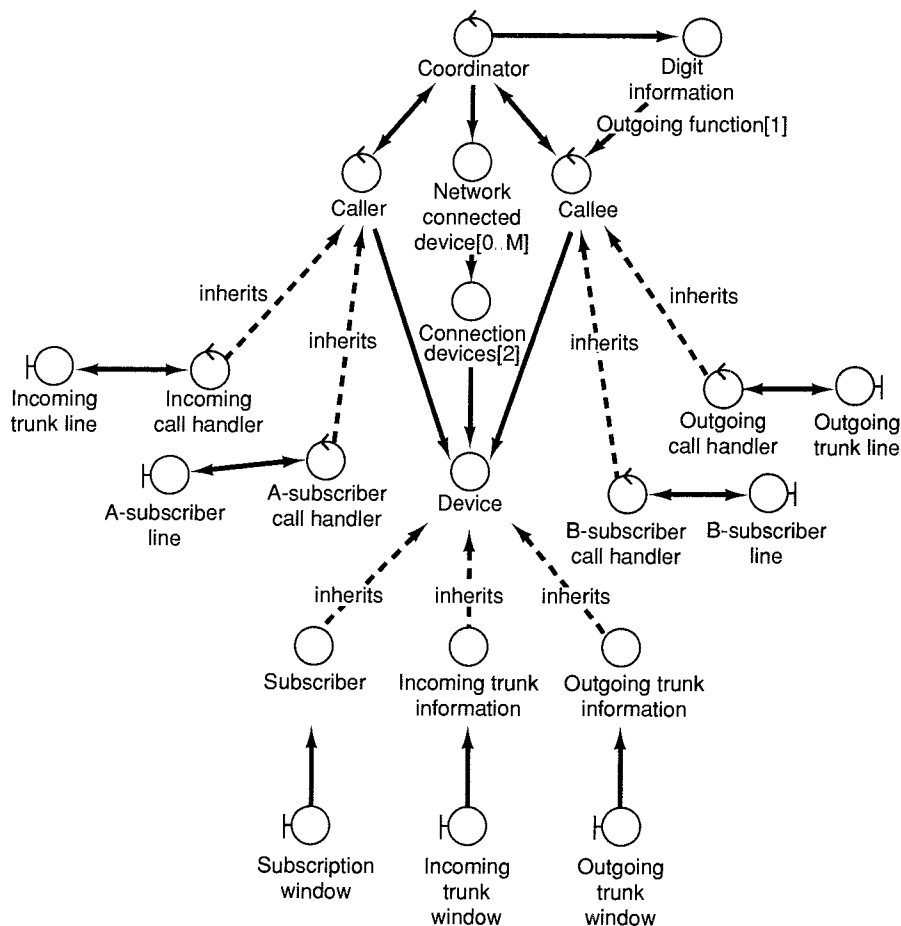 Coordinator
Digit
information
Outgoing function[1]
Caller
Network
connected
device[0..M]
Callee
inherits
inherits
Connection
devices[2]
inherits
inherits
Incoming
trunk line
Incoming
call handler
Outgoing
call handler
Outgoing
trunk line
A-subscriber
line
A-subscriber
call handler
Device
B-subscriber
call handler
B-subscriber
line
inherits
inherits
inherits
Subscriber
Incoming trunk
information
Outgoing trunk
information
Subscription
window
Incoming
trunk
window
Outgoing
trunk
window